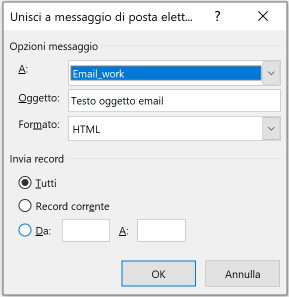 Unisci a messaggio di posta elett...
Opzioni messaggio
A: Email_work
Oggetto: Testo oggetto email
Formato: HTML
Invia record
Tutti
Record corrente
Da: A:
OK Annulla